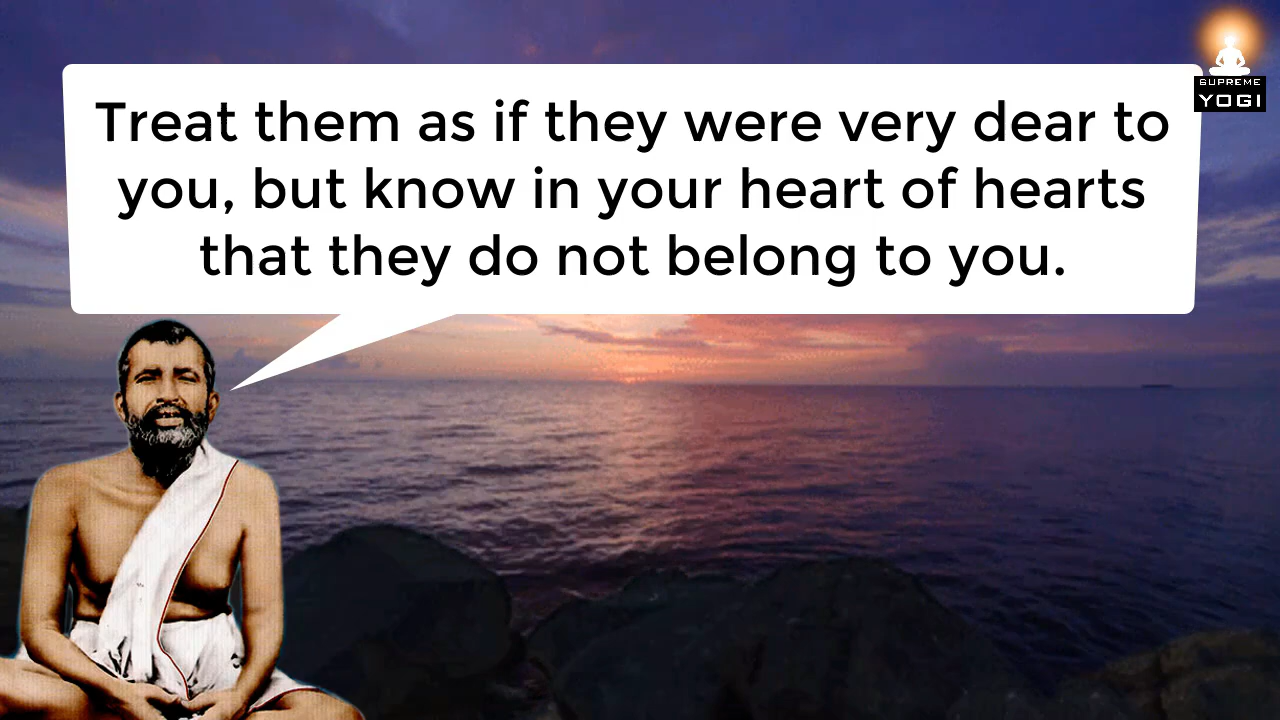 Treat them as if they were very dear to
you, but know in your heart of hearts
that they do not belong to you.
SUPREME
YOGI